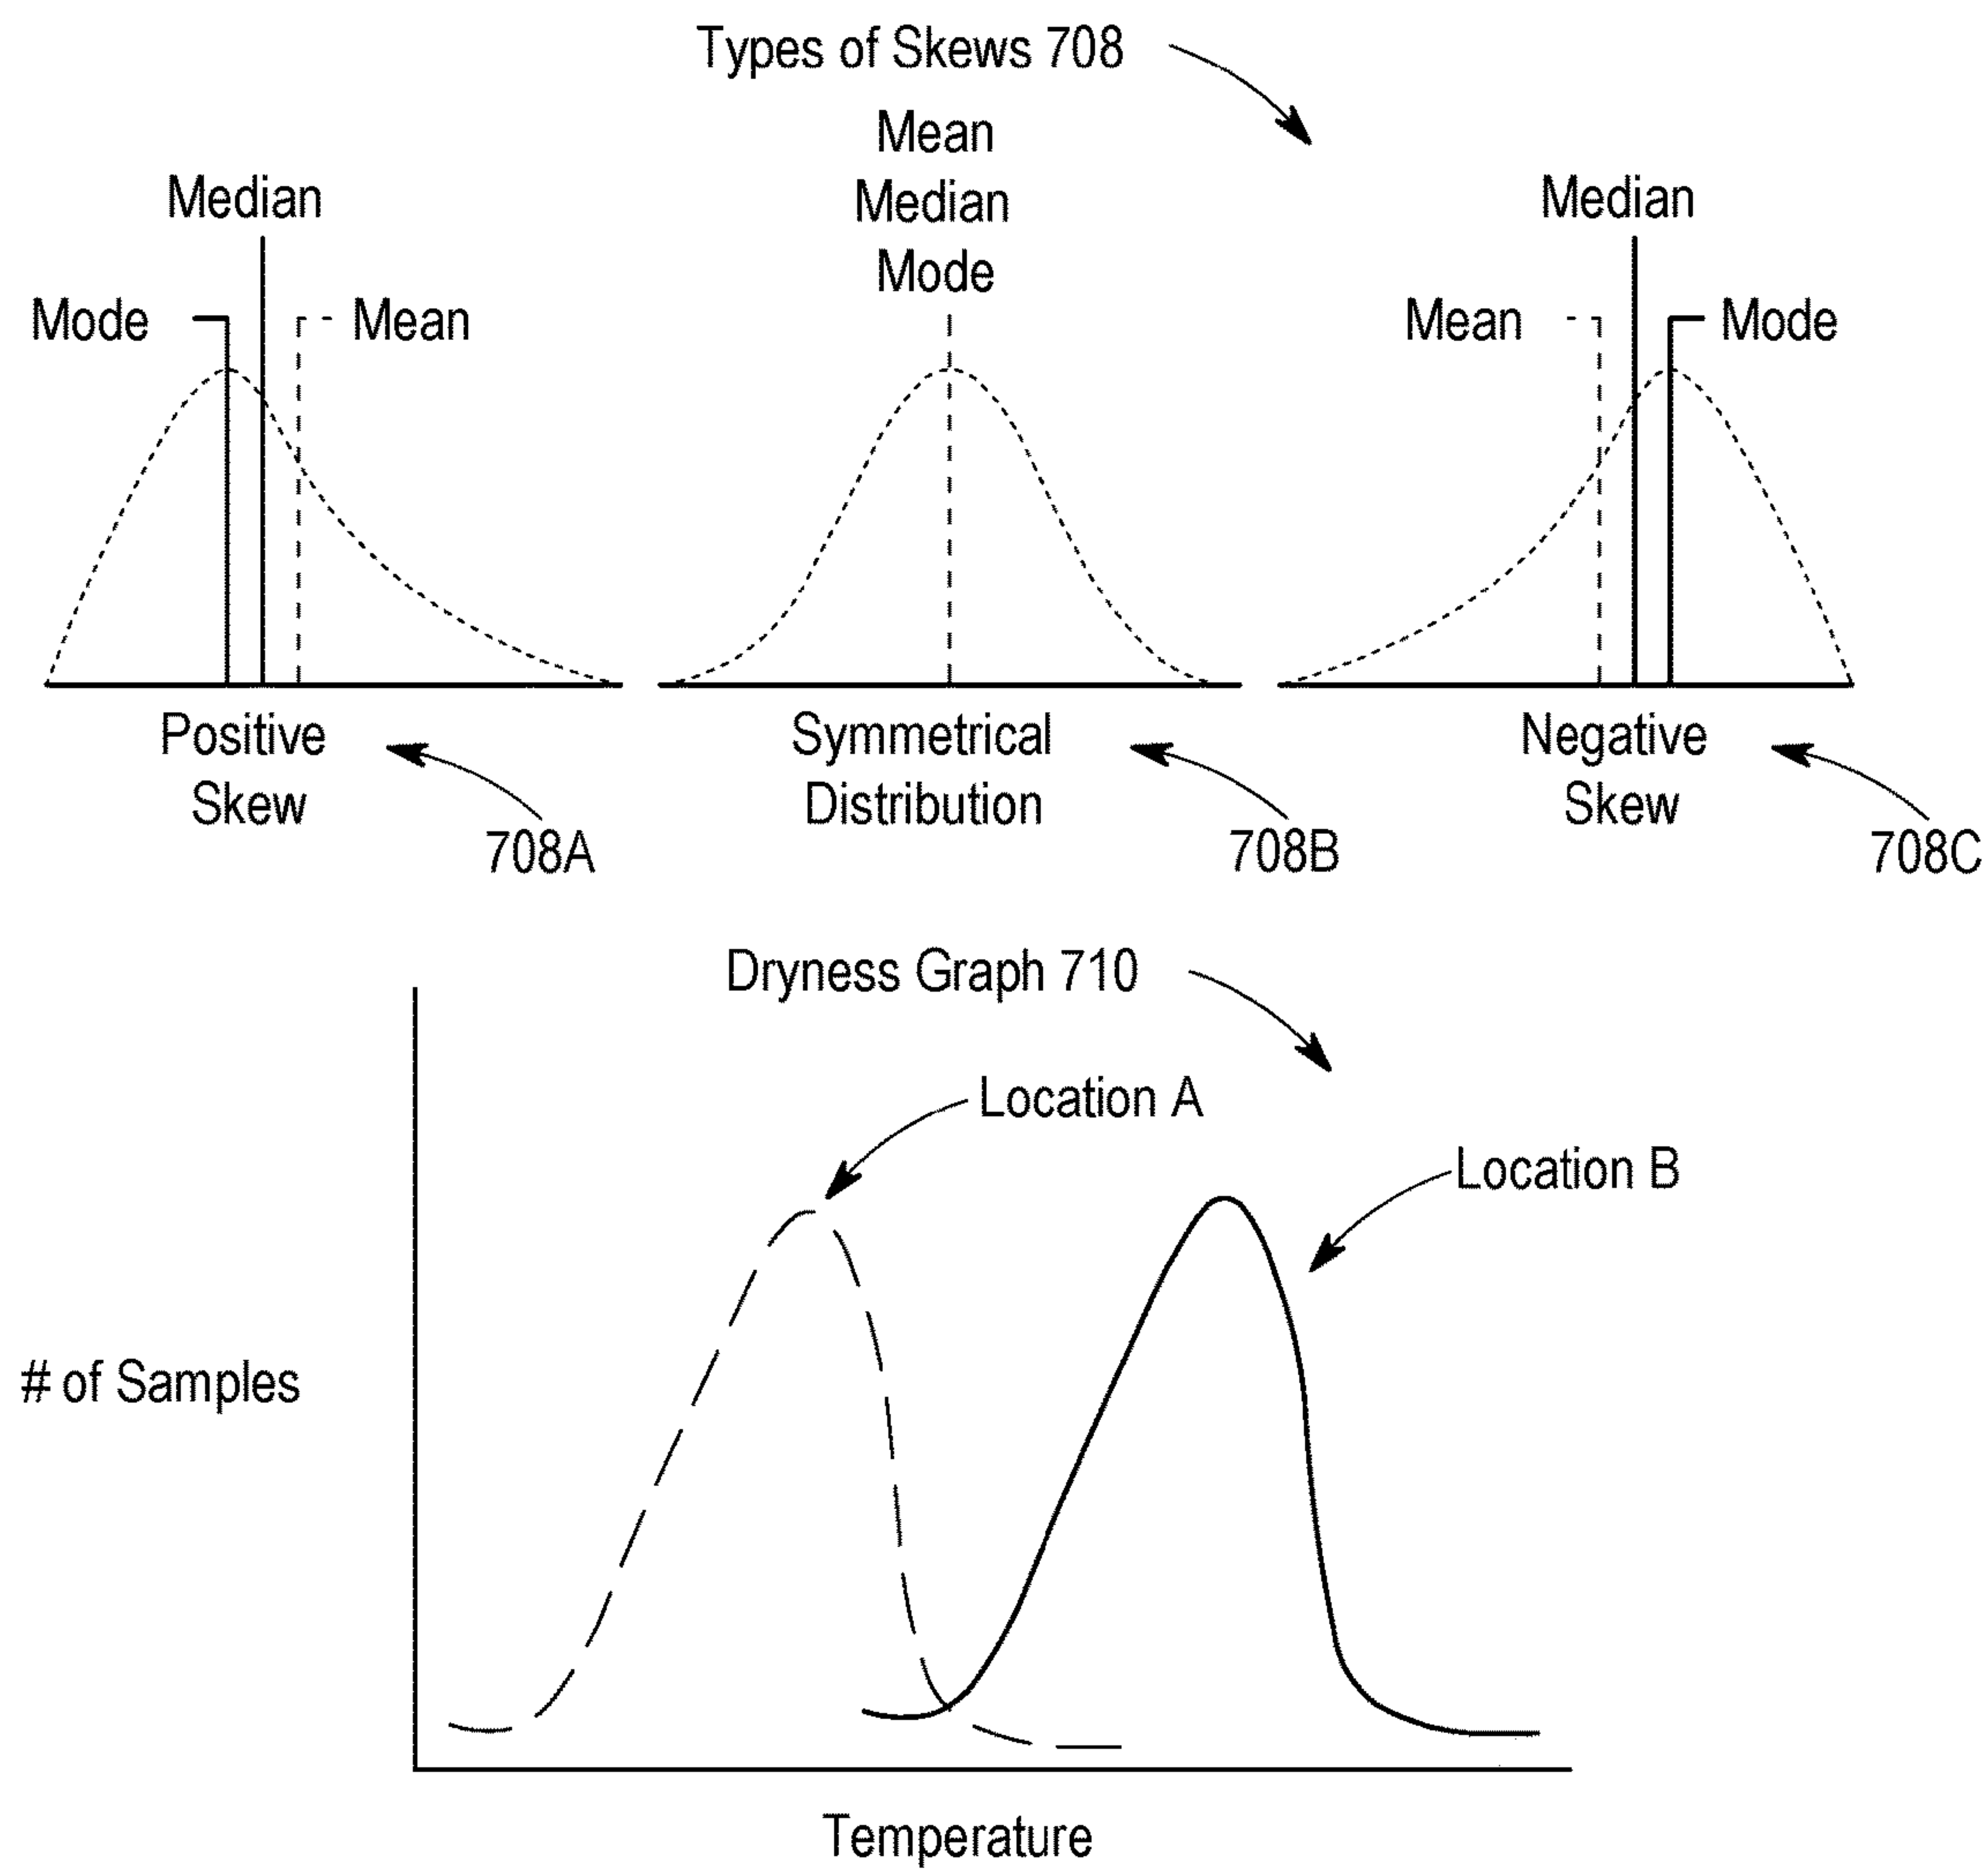 Types of Skews 708
Mean
Median
Mode
Median
Mode
Mean
Median
Mean
Mode
Positive
Skew
708A
Symmetrical
Distribution
708B
Negative
Skew
708C
Dryness Graph 710
Location A
Location B
# of Samples
Temperature